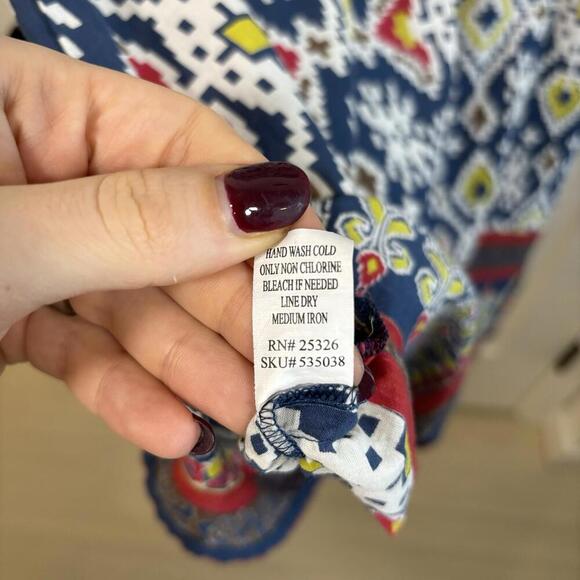 HAND WASH COLD
ONLY NON CHLORINE
BLEACH IF NEEDED
LINE DRY
MEDIUM IRON
RN# 25326
SKU# 535038